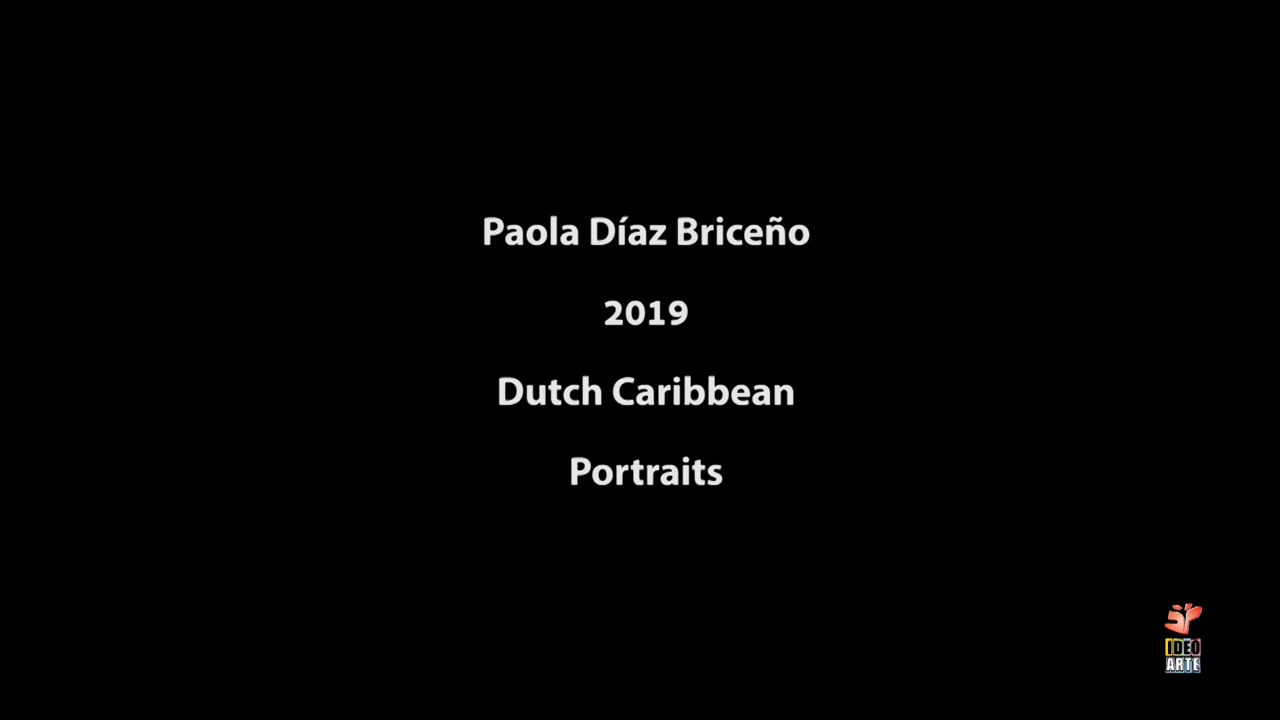 Paola Díaz Briceño
2019
Dutch Caribbean
Portraits
IDEO
ARTE